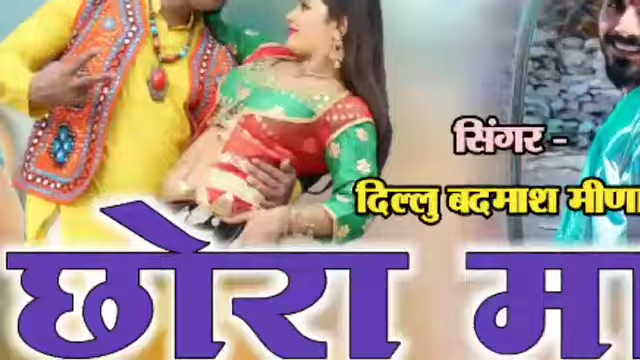 सिंगर -
दिल्लु बदमाश मीणा
छोरा मा